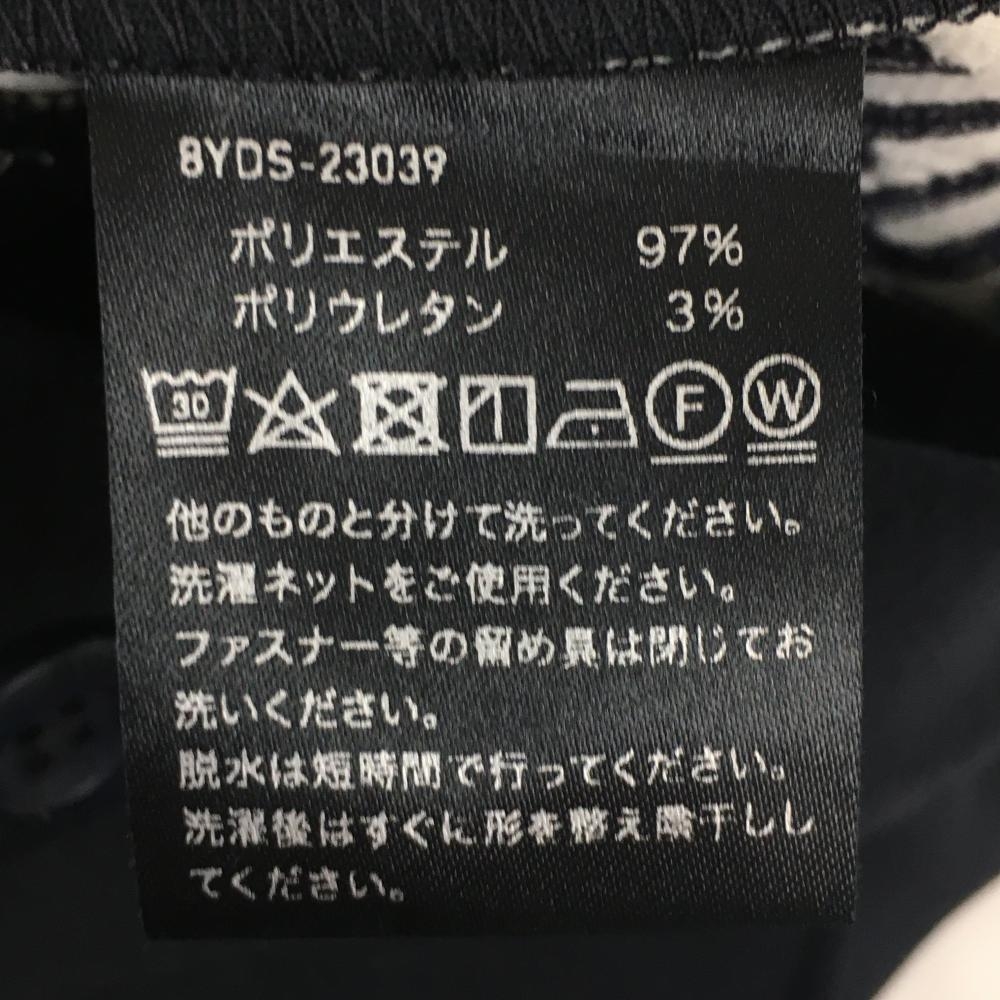 8YDS-23039
ポリエステル 97%
ポリウレタン 3%
30 F W
他のものと分けて洗ってください。
洗濯ネットをご使用ください。
ファスナー等の留め具は閉じてお
洗いください。
脱水は短時間で行ってください。
洗濯後はすぐに形を整え陰干しし
てください。